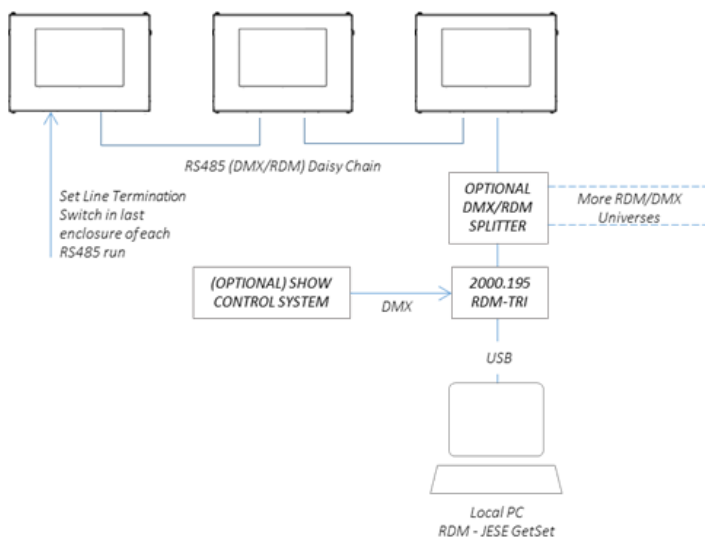 RS485 (DMX/RDM) Daisy Chain
Set Line Termination
Switch in last
enclosure of each
RS485 run
OPTIONAL
DMX/RDM
SPLITTER
More RDM/DMX
Universes
(OPTIONAL) SHOW
CONTROL SYSTEM
DMX
2000.195
RDM-TRI
USB
Local PC
RDM - JESE GetSet